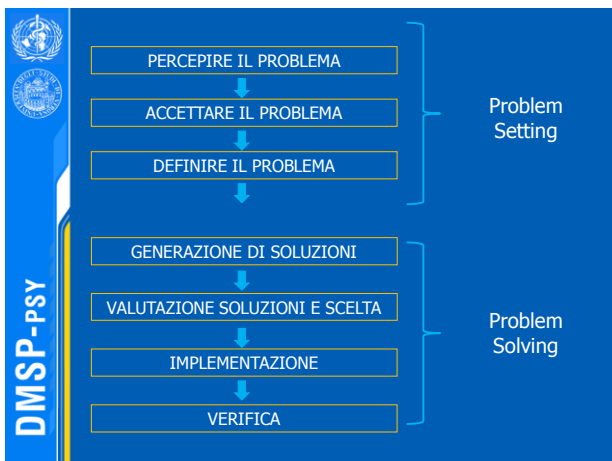 PERCEPIRE IL PROBLEMA
ACCETTARE IL PROBLEMA
DEFINIRE IL PROBLEMA
Problem
Setting
GENERAZIONE DI SOLUZIONI
VALUTAZIONE SOLUZIONI E SCELTA
IMPLEMENTAZIONE
VERIFICA
Problem
Solving
DMSP-PSY